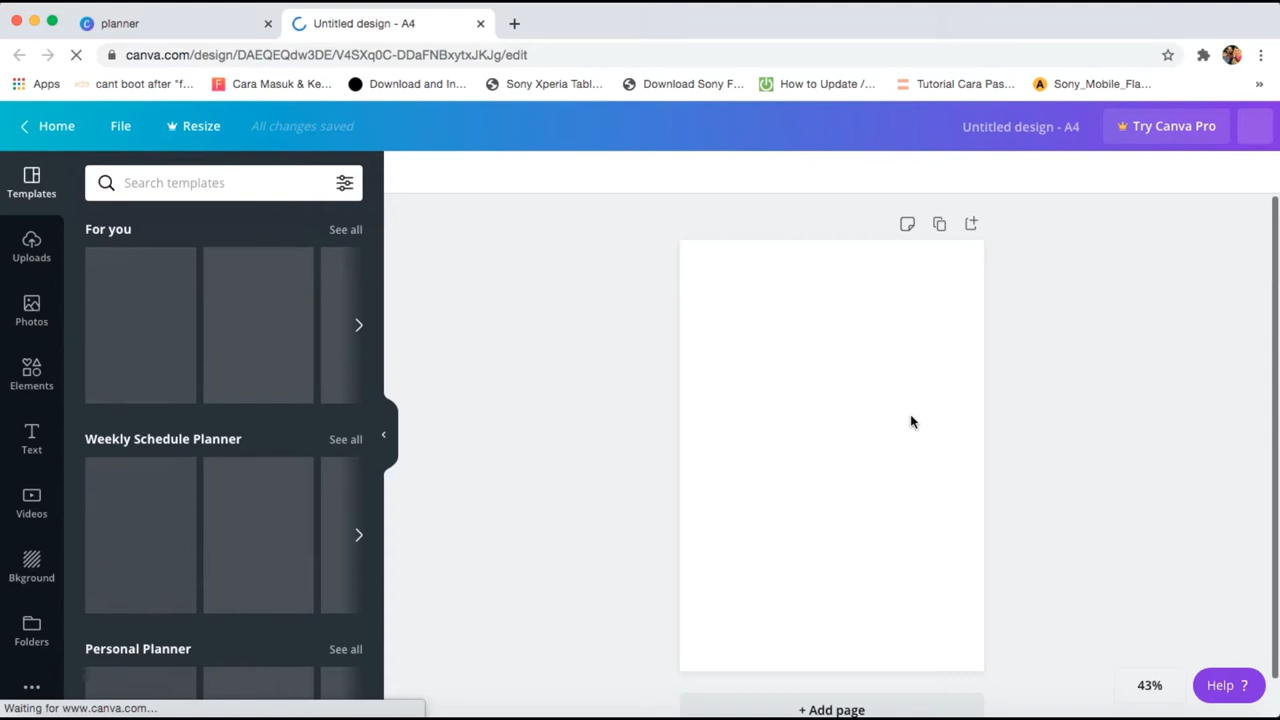 planner
Untitled design - A4
canva.com/design/DAEQEQdw3DE/V4SXq0C-DDaFNBxytxJKJg/edit
Apps
cant boot after "f...
Cara Masuk & Ke...
Download and In...
Sony Xperia Tabl...
Download Sony F...
How to Update /...
Tutorial Cara Pas...
Sony_Mobile_Fla...
Home
File
Resize
All changes saved
Untitled design - A4
Try Canva Pro
Templates
Search templates
For you
See all
Uploads
Photos
Elements
Weekly Schedule Planner
See all
Text
Videos
Bkground
Folders
Personal Planner
See all
43%
Help ?
Waiting for www.canva.com...
+ Add page